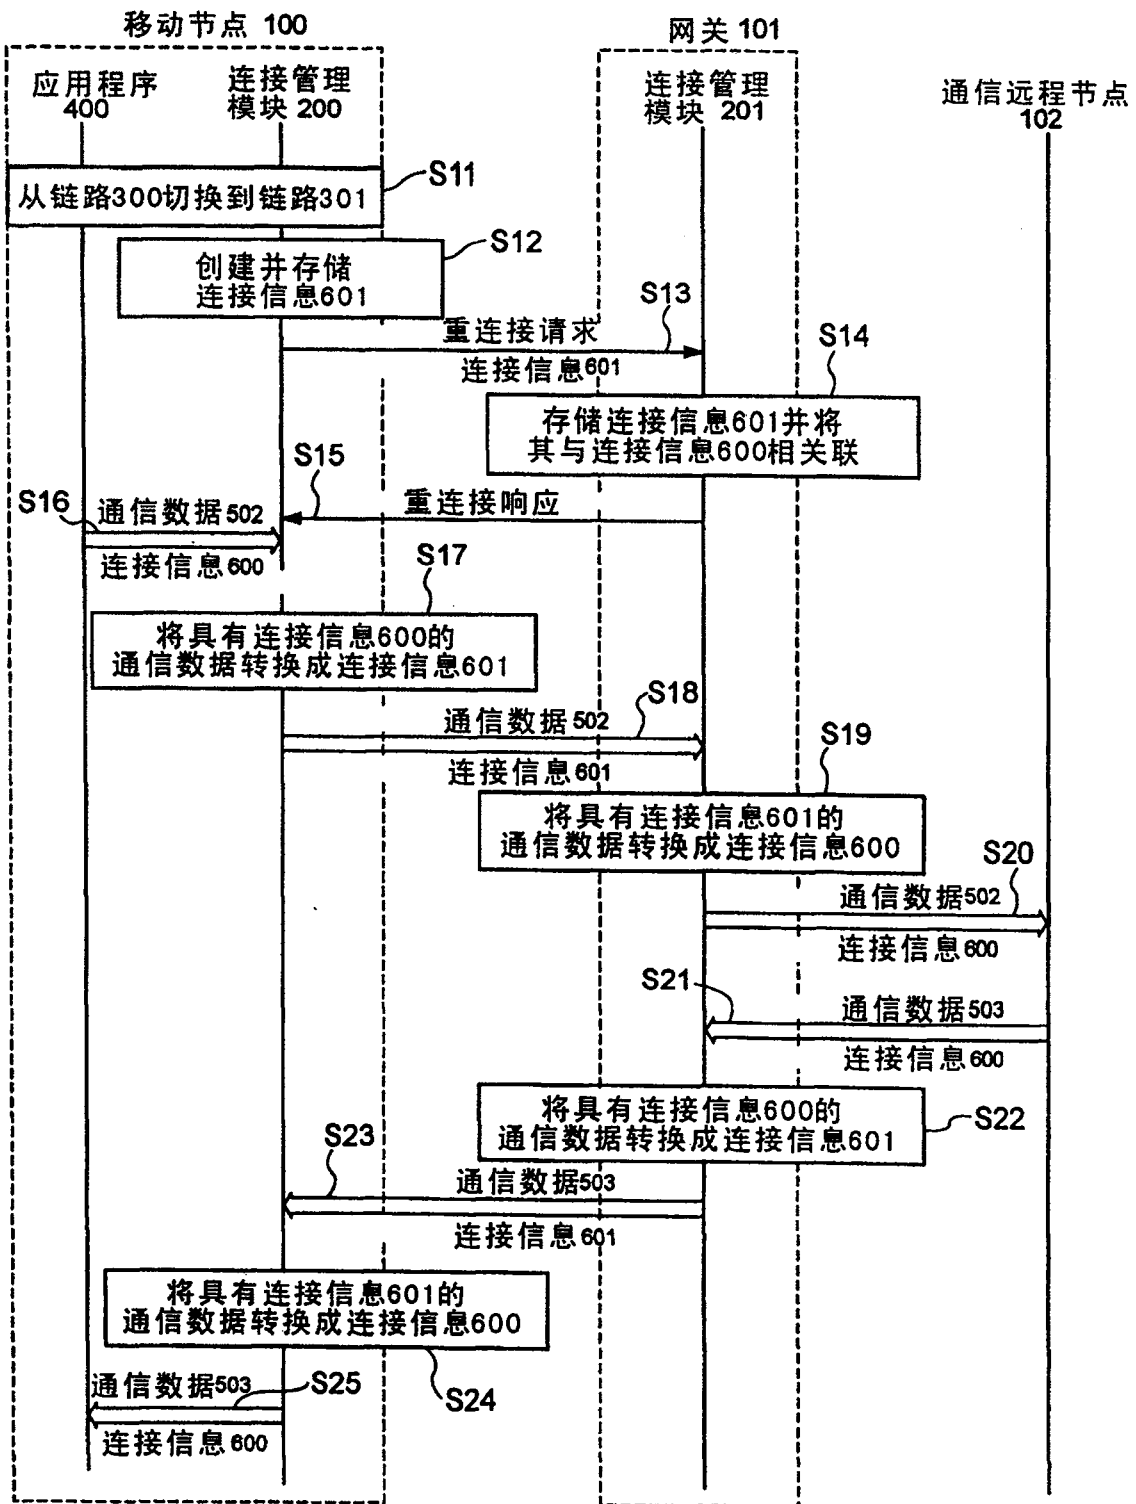 移动节点 100
网关 101
应用程序
400
连接管理
模块 200
连接管理
模块 201
通信远程节点
102
从链路300切换到链路301
S11
创建并存储
连接信息601
S12
S13
重连接请求
连接信息601
S14
存储连接信息601并将
其与连接信息600相关联
S15
重连接响应
S16
通信数据502
连接信息600
S17
将具有连接信息600的
通信数据转换成连接信息601
S18
通信数据502
连接信息601
S19
将具有连接信息601的
通信数据转换成连接信息600
S20
通信数据502
连接信息600
S21
通信数据503
连接信息600
将具有连接信息600的
通信数据转换成连接信息601
S22
S23
通信数据503
连接信息601
将具有连接信息601的
通信数据转换成连接信息600
S24
通信数据503
S25
连接信息600